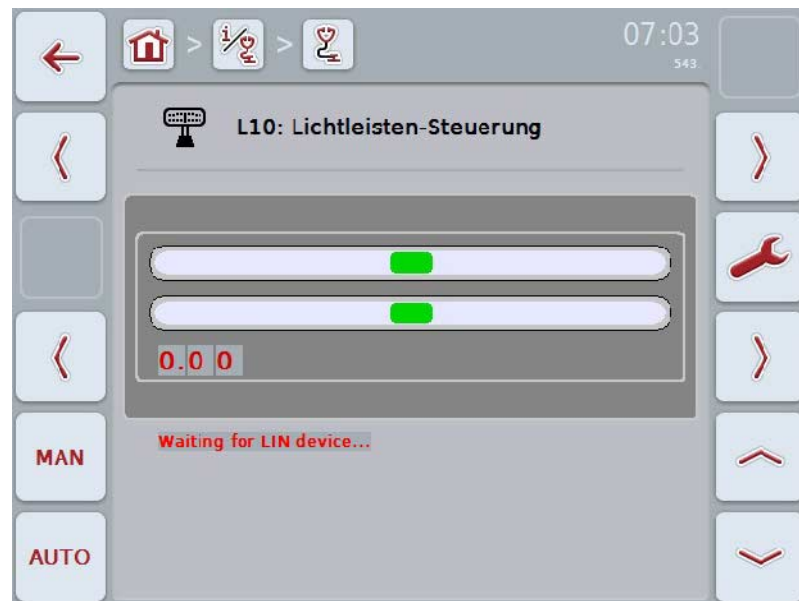 07:03
543
L10: Lichtleisten-Steuerung
0.0 0
Waiting for LIN device...
MAN
AUTO